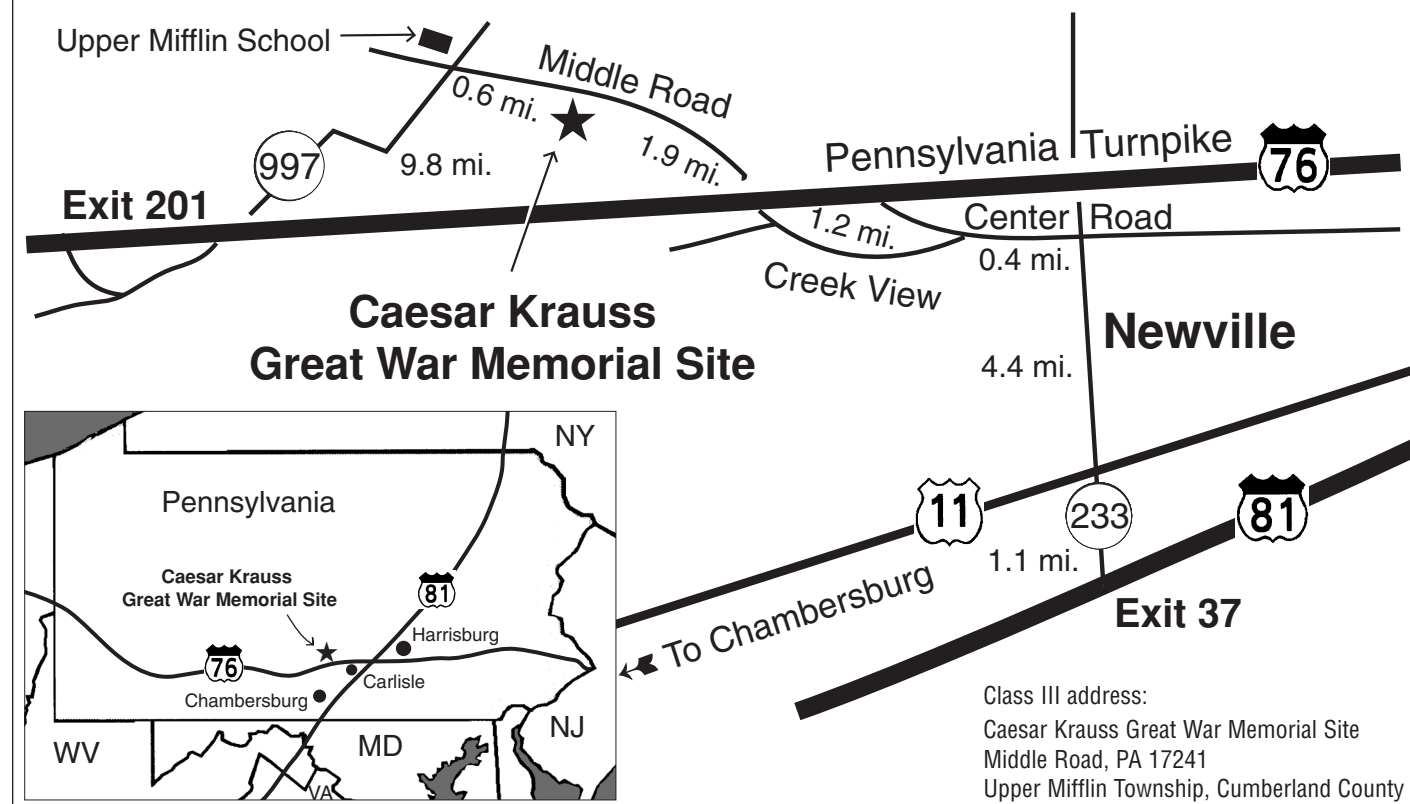 Upper Mifflin School
Middle Road
0.6 mi.
1.9 mi.
997
9.8 mi.
Pennsylvania Turnpike
76
Exit 201
Center Road
1.2 mi.
0.4 mi.
Creek View
Caesar Krauss
Great War Memorial Site
Newville
4.4 mi.
11
233
81
1.1 mi.
Exit 37
To Chambersburg
NY
Pennsylvania
Caesar Krauss
Great War Memorial Site
81
Harrisburg
76
Carlisle
Chambersburg
WV
MD
NJ
VA
Class III address:
Caesar Krauss Great War Memorial Site
Middle Road, PA 17241
Upper Mifflin Township, Cumberland County